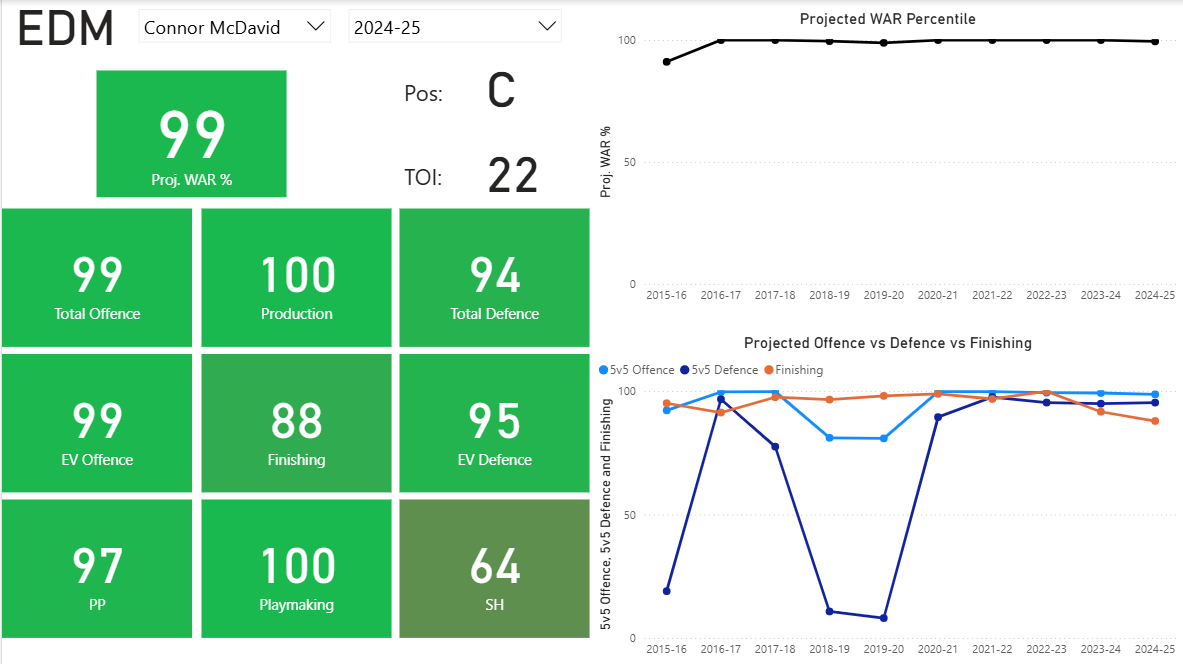 EDM
Connor McDavid
2024-25
99
Proj. WAR %
Pos: C
TOI: 22
99
Total Offence
100
Production
94
Total Defence
99
EV Offence
88
Finishing
95
EV Defence
97
PP
100
Playmaking
64
SH
Projected WAR Percentile
Proj. WAR %
100
50
0
2015-16 2016-17 2017-18 2018-19 2019-20 2020-21 2021-22 2022-23 2023-24 2024-25
Projected Offence vs Defence vs Finishing
5v5 Offence 5v5 Defence Finishing
5v5 Offence, 5v5 Defence and Finishing
100
50
0
2015-16 2016-17 2017-18 2018-19 2019-20 2020-21 2021-22 2022-23 2023-24 2024-25